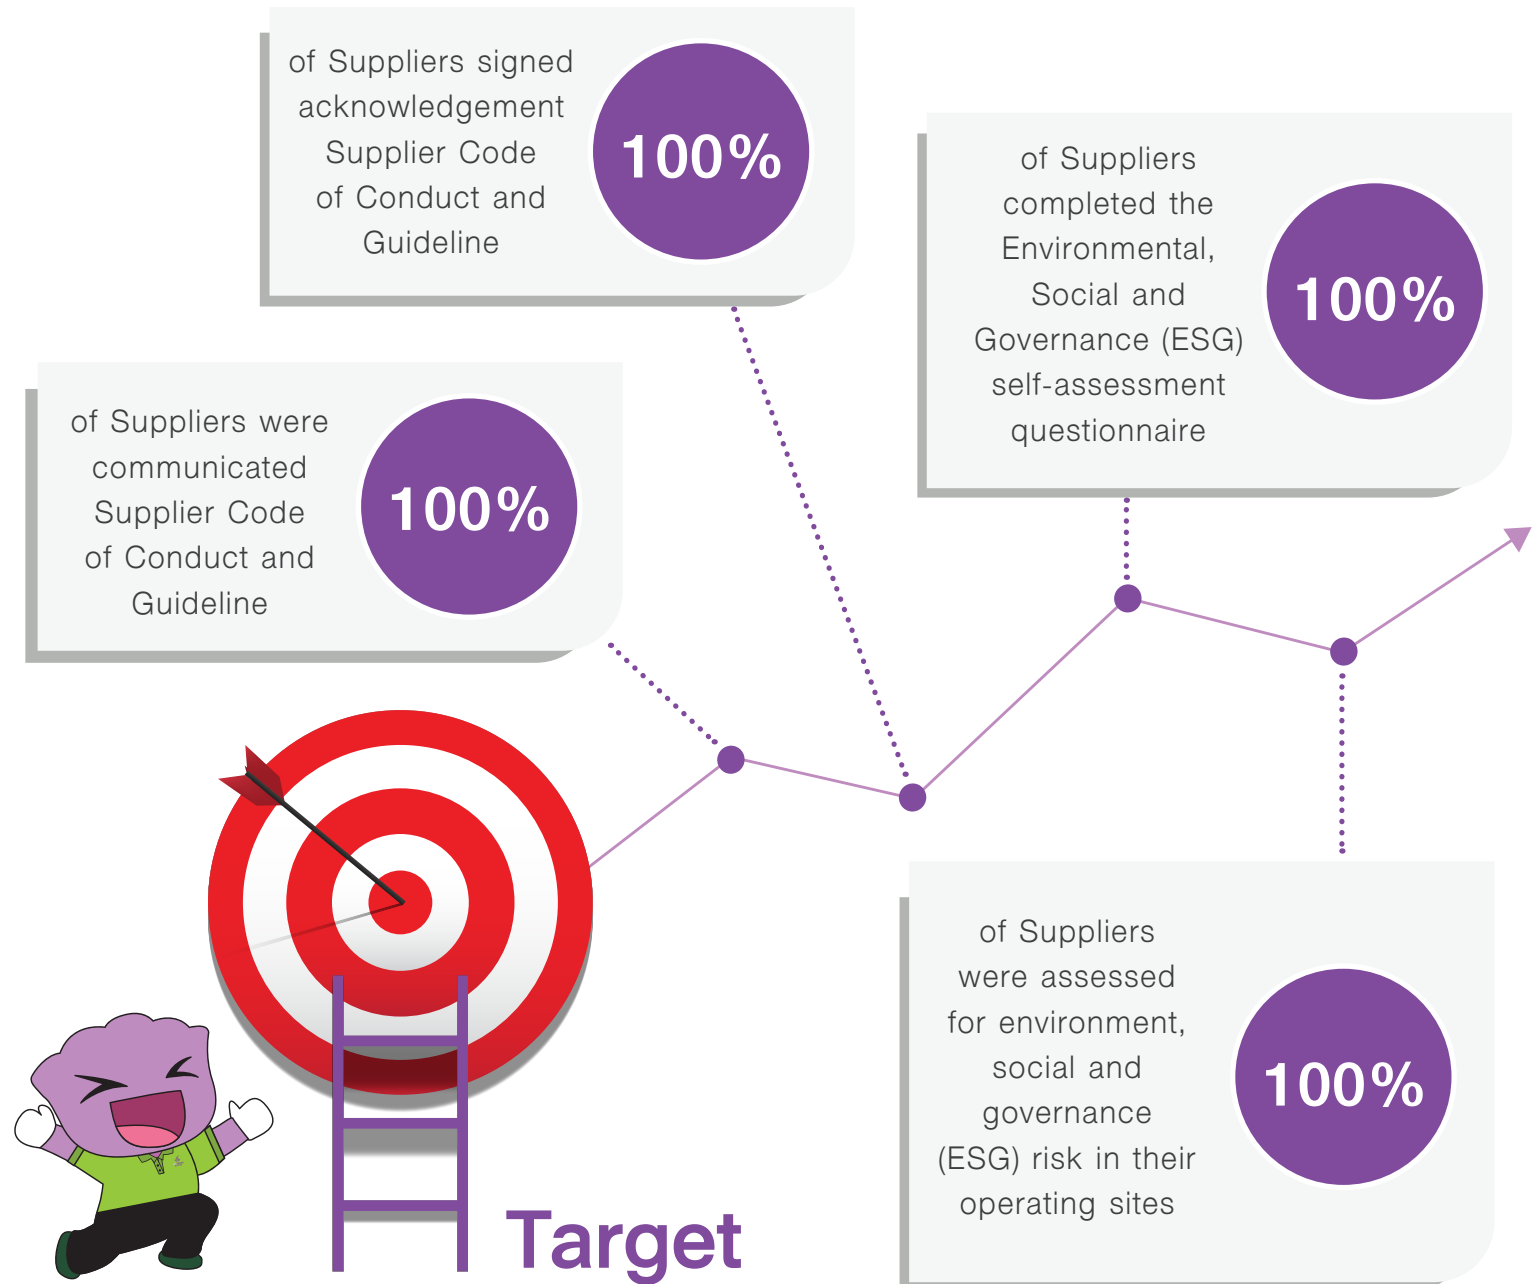 of Suppliers signed
acknowledgement
Supplier Code
of Conduct and
Guideline
100%
of Suppliers
completed the
Environmental,
Social and
Governance (ESG)
self-assessment
questionnaire
100%
of Suppliers were
communicated
Supplier Code
of Conduct and
Guideline
100%
of Suppliers
were assessed
for environment,
social and
governance
(ESG) risk in their
operating sites
100%
Target